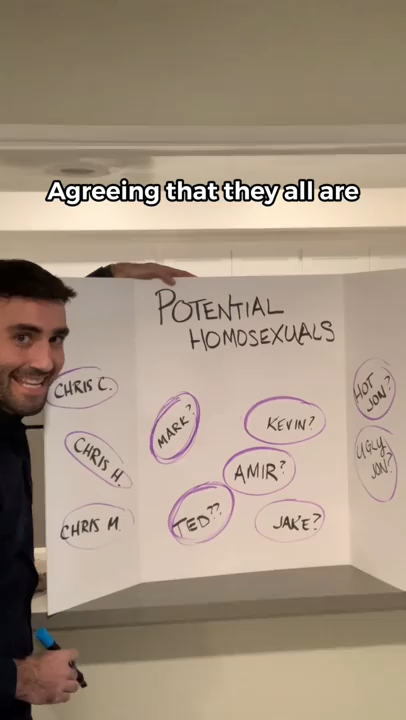 Agreeing that they all are
POTENTIAL
HOMOSEXUALS
CHRIS C.
CHRIS H.
CHRIS M.
MARK?
KEVIN?
AMIR?
TED??
JAKE?
HOT
JON?
UGLY
JON?